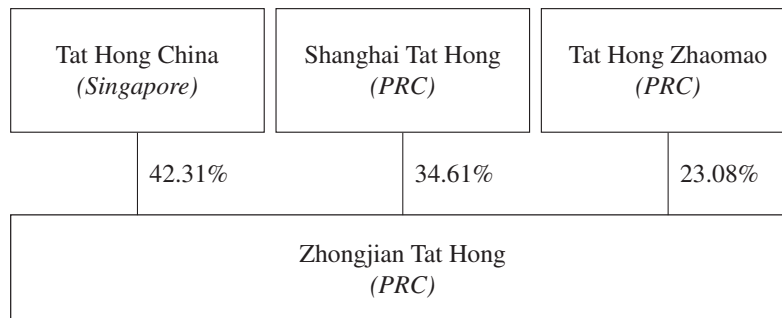 Tat Hong China
(Singapore)
Shanghai Tat Hong
(PRC)
Tat Hong Zhaomao
(PRC)
42.31%
34.61%
23.08%
Zhongjian Tat Hong
(PRC)